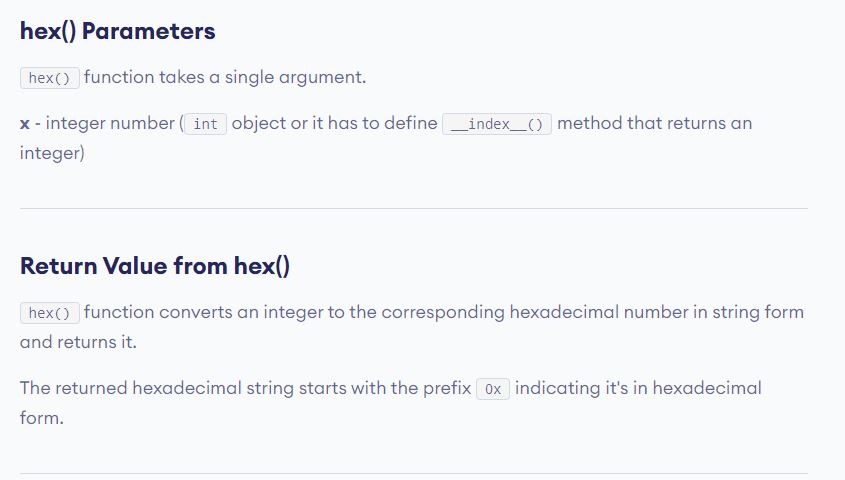 hex() Parameters
hex() function takes a single argument.
x - integer number (int object or it has to define __index__() method that returns an
integer)
Return Value from hex()
hex() function converts an integer to the corresponding hexadecimal number in string form
and returns it.
The returned hexadecimal string starts with the prefix 0x indicating it's in hexadecimal
form.